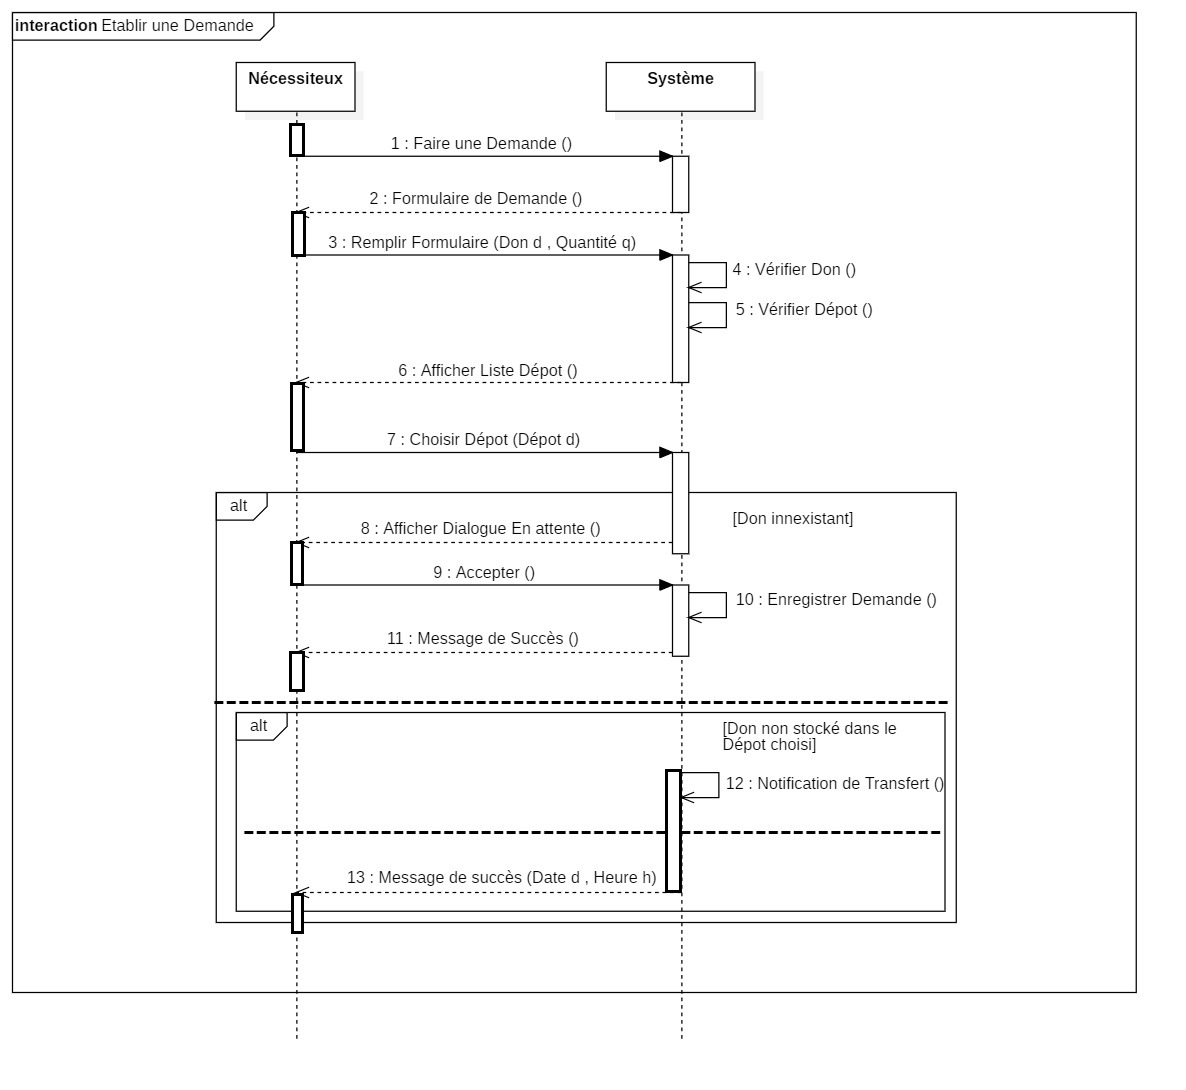 interaction Etablir une Demande
Nécessiteux
Système
1 : Faire une Demande ()
2 : Formulaire de Demande ()
3 : Remplir Formulaire (Don d , Quantité q)
4 : Vérifier Don ()
5 : Vérifier Dépot ()
6 : Afficher Liste Dépot ()
7 : Choisir Dépot (Dépot d)
alt
[Don innexistant]
8 : Afficher Dialogue En attente ()
9 : Accepter ()
10 : Enregistrer Demande ()
11 : Message de Succès ()
alt
[Don non stocké dans le
Dépot choisi]
12 : Notification de Transfert ()
13 : Message de succès (Date d , Heure h)